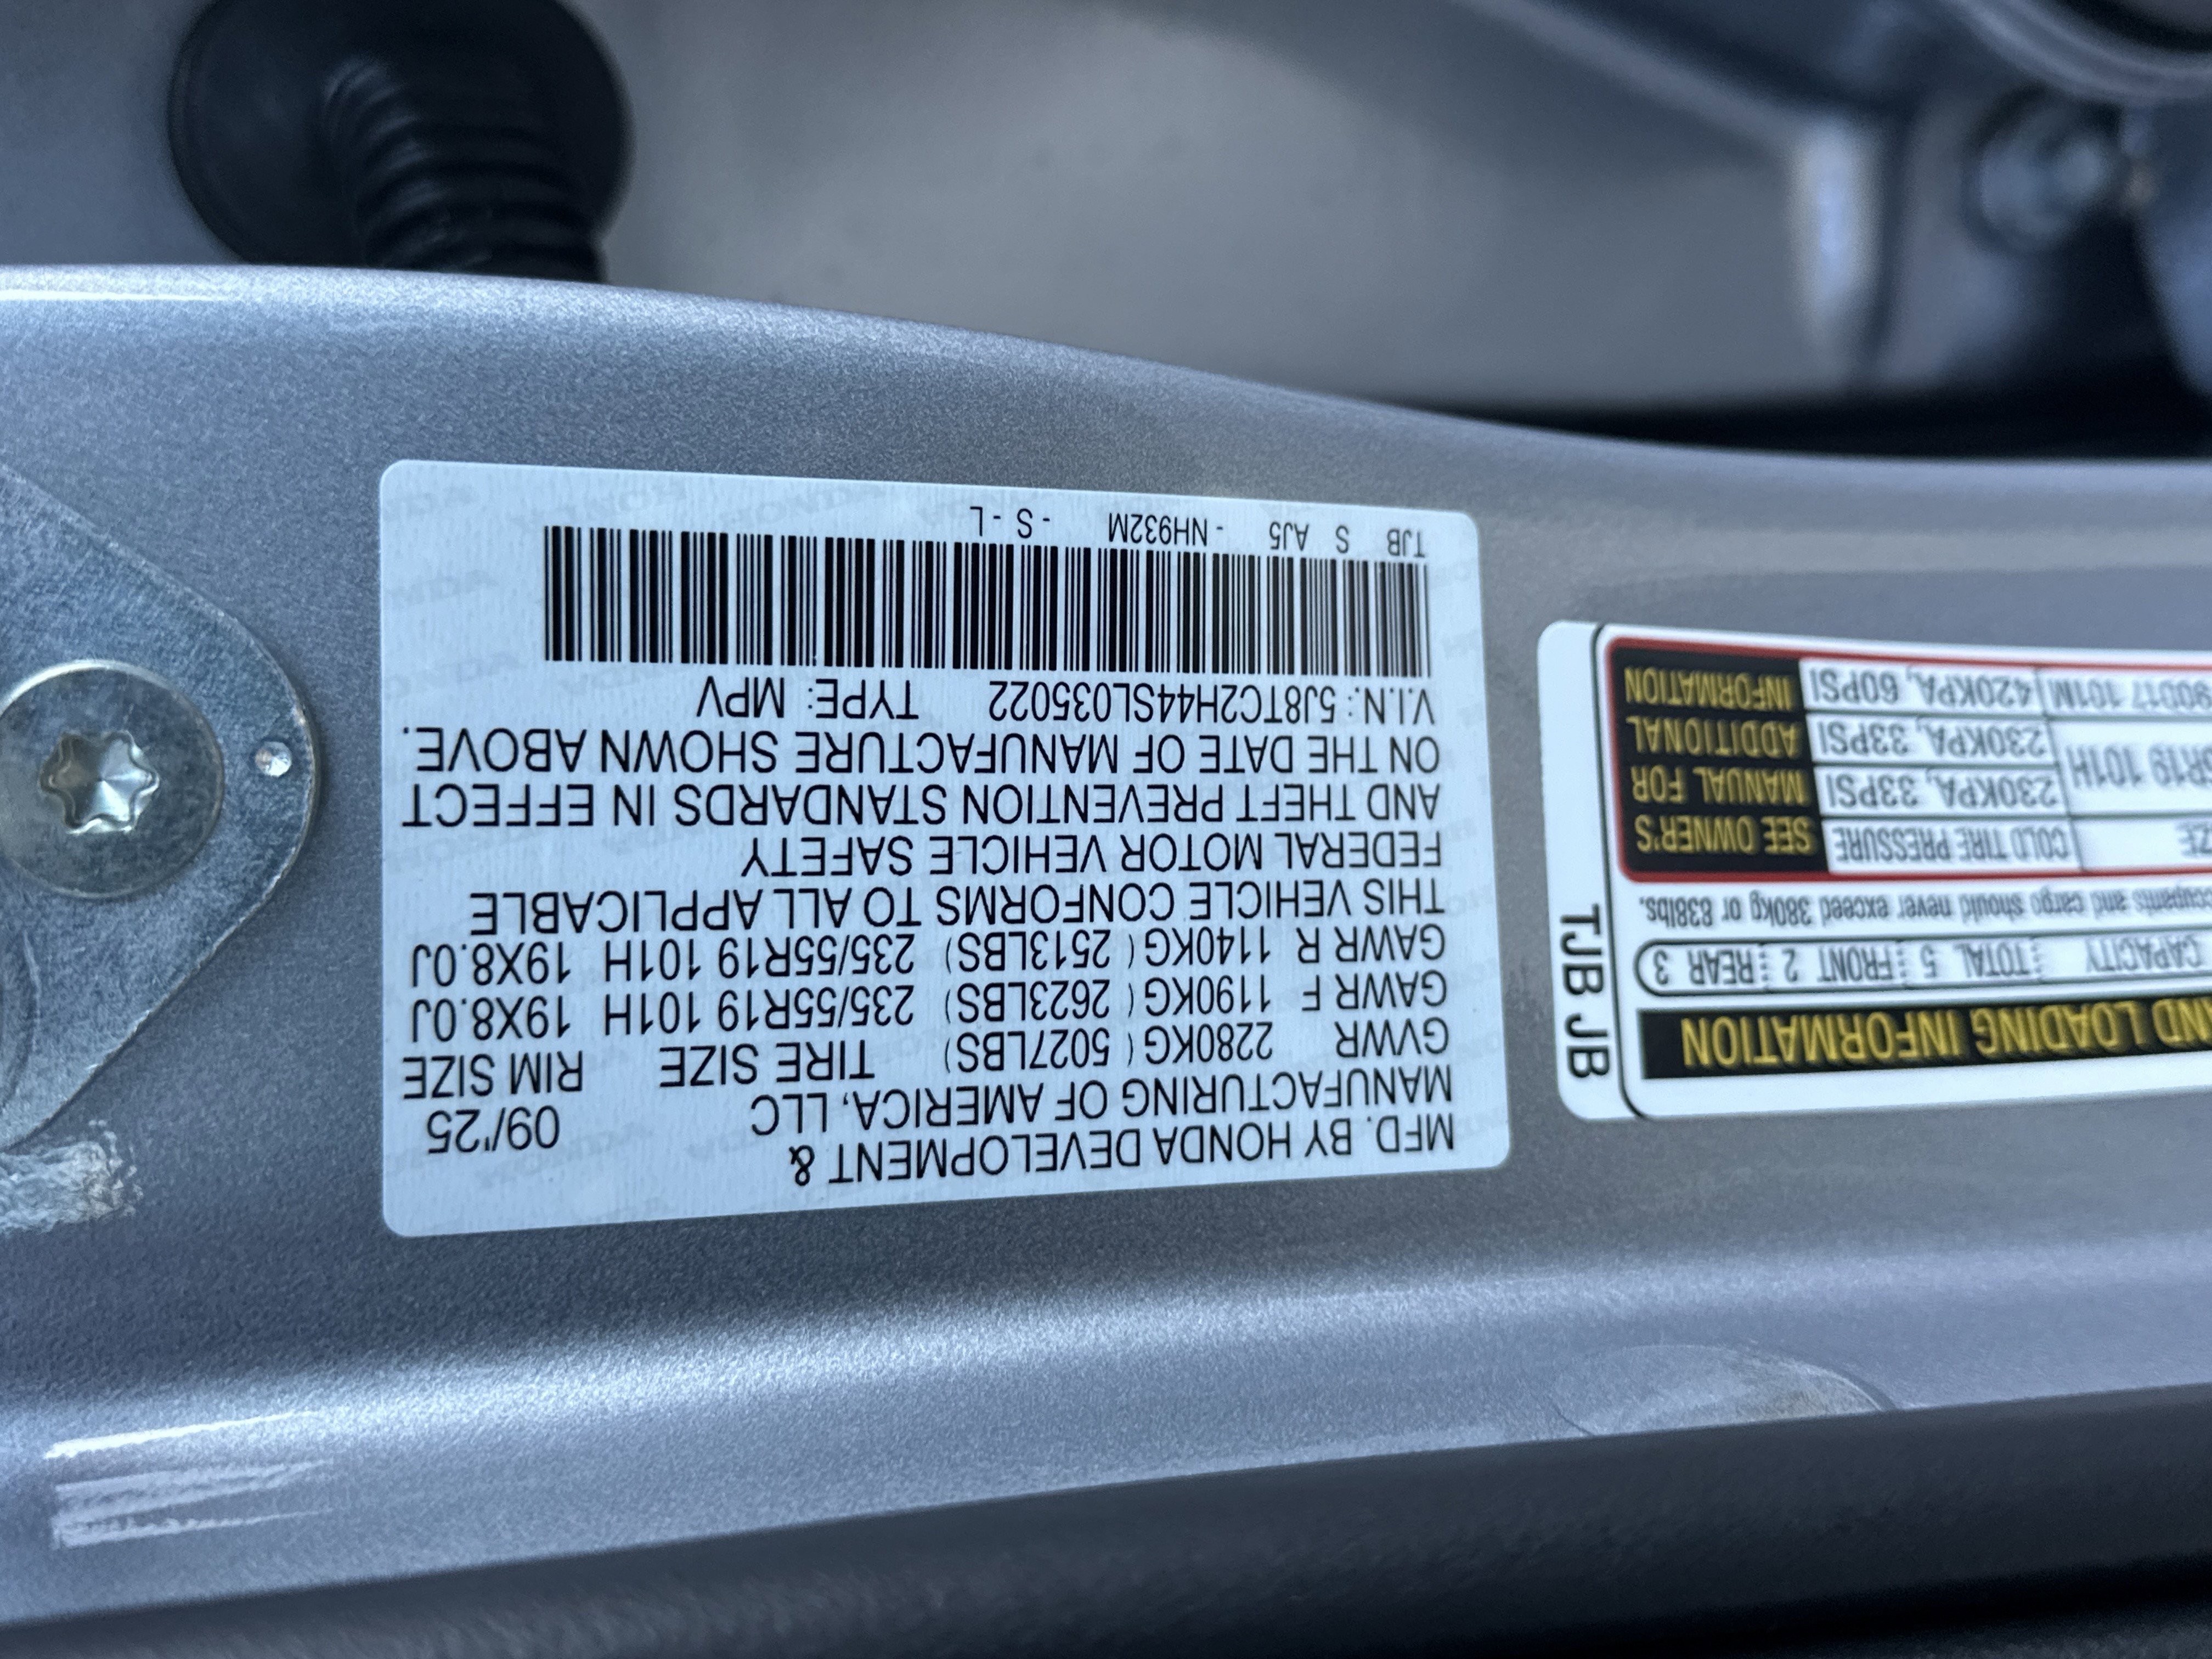 MFD. BY HONDA DEVELOPMENT &
MANUFACTURING OF AMERICA, LLC 09/'25
GVWR 2280KG ( 5027LBS) TIRE SIZE RIM SIZE
GAWR F 1190KG ( 2623LBS) 235/55R19 101H 19X8.0J
GAWR R 1140KG ( 2513LBS) 235/55R19 101H 19X8.0J
THIS VEHICLE CONFORMS TO ALL APPLICABLE
FEDERAL MOTOR VEHICLE SAFETY
AND THEFT PREVENTION STANDARDS IN EFFECT
ON THE DATE OF MANUFACTURE SHOWN ABOVE.
V.I.N.: 5J8TC2H44SL035022 TYPE: MPV
TJB S AJ5 - NH932M - S - L
TJB JB
LOADING INFORMATION
CAPACITY TOTAL 5 FRONT 2 REAR 3
and cargo should never exceed 380kg or 838lbs.
COLD TIRE PRESSURE
101H 230KPA, 33PSI
230KPA, 33PSI
101M 420KPA, 60PSI
SEE OWNER'S
MANUAL FOR
ADDITIONAL
INFORMATION